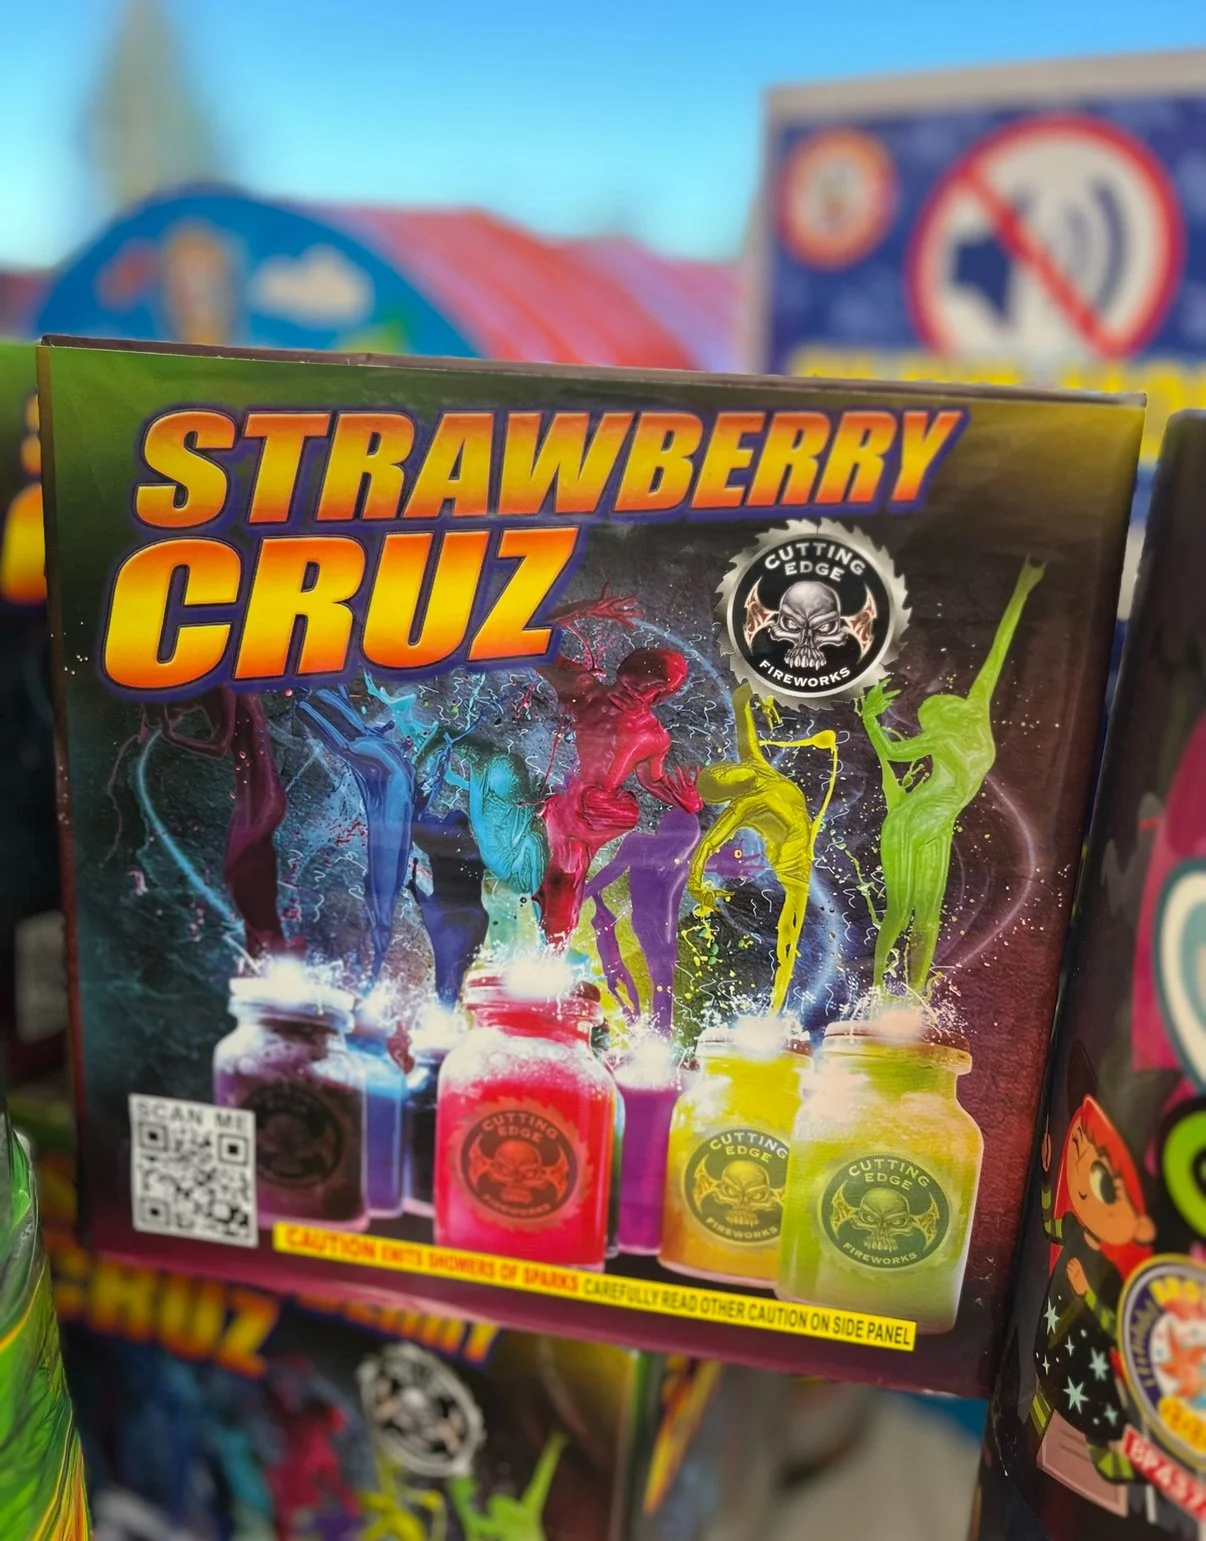 STRAWBERRY
CRUZ
CUTTING
EDGE
FIREWORKS
CUTTING
EDGE
FIREWORKS
CUTTING
EDGE
FIREWORKS
CUTTING
EDGE
FIREWORKS
SCAN ME
CAUTION EMITS SHOWERS OF SPARKS CAREFULLY READ OTHER CAUTION ON SIDE PANEL
CRUZ